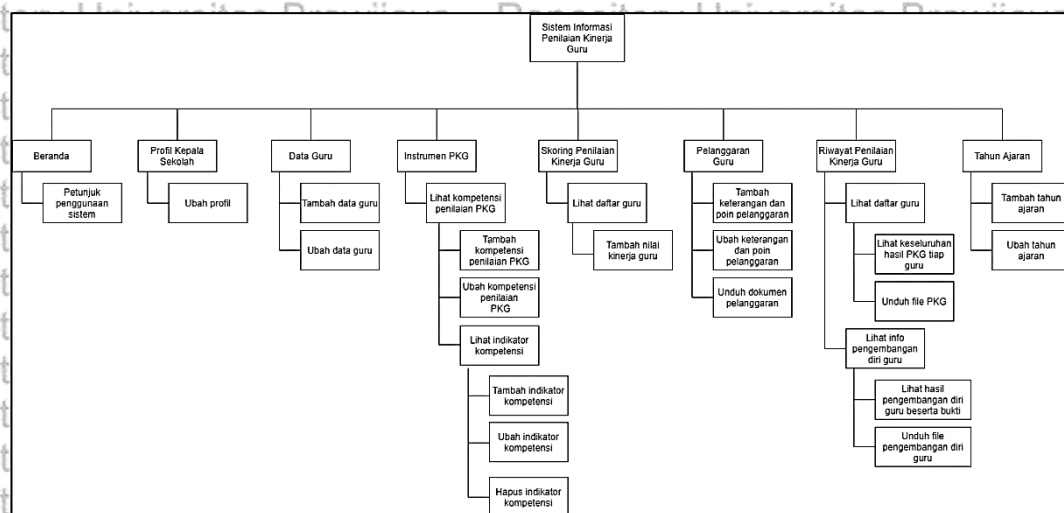 Repository Universitas Brawijaya
Sistem Informasi
Penilaian Kinerja
Guru
Beranda
Petunjuk
penggunaan
sistem
Profil Kepala
Sekolah
Ubah profil
Data Guru
Tambah data guru
Ubah data guru
Instrumen PKG
Lihat kompetensi
penilaian PKG
Tambah
kompetensi
penilaian PKG
Ubah kompetensi
penilaian
PKG
Lihat indikator
kompetensi
Tambah indikator
kompetensi
Ubah indikator
kompetensi
Hapus indikator
kompetensi
Skoring Penilaian
Kinerja Guru
Lihat daftar guru
Tambah nilai
kinerja guru
Pelanggaran
Guru
Tambah
keterangan dan
poin pelanggaran
Ubah keterangan
dan poin
pelanggaran
Unduh dokumen
pelanggaran
Riwayat Penilaian
Kinerja Guru
Lihat daftar guru
Lihat keseluruhan
hasil PKG tiap
guru
Unduh file PKG
Lihat info
pengembangan
diri guru
Lihat hasil
pengembangan diri
guru beserta bukti
Unduh file
pengembangan diri
guru
Tahun Ajaran
Tambah tahun
ajaran
Ubah tahun
ajaran